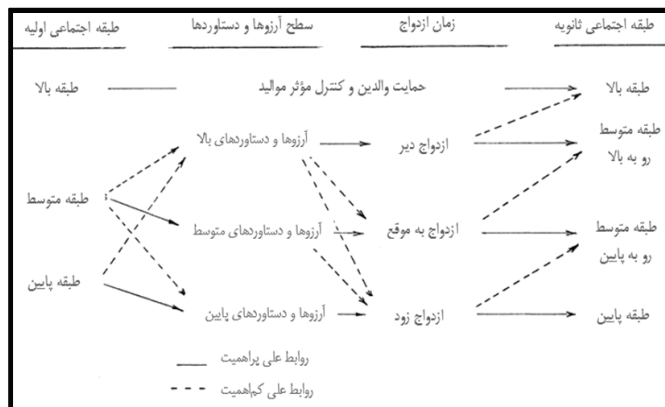 طبقه اجتماعی اولیه
سطح آرزوها و دستاوردها
زمان ازدواج
طبقه اجتماعی ثانویه
طبقه بالا
حمایت والدین و کنترل مؤثر موالید
طبقه بالا
آرزوها و دستاوردهای بالا
ازدواج دیر
طبقه متوسط
رو به بالا
طبقه متوسط
آرزوها و دستاوردهای متوسط
ازدواج به موقع
طبقه متوسط
رو به پایین
طبقه پایین
آرزوها و دستاوردهای پایین
ازدواج زود
طبقه پایین
روابط علی پراهمیت
روابط علی کم‌اهمیت